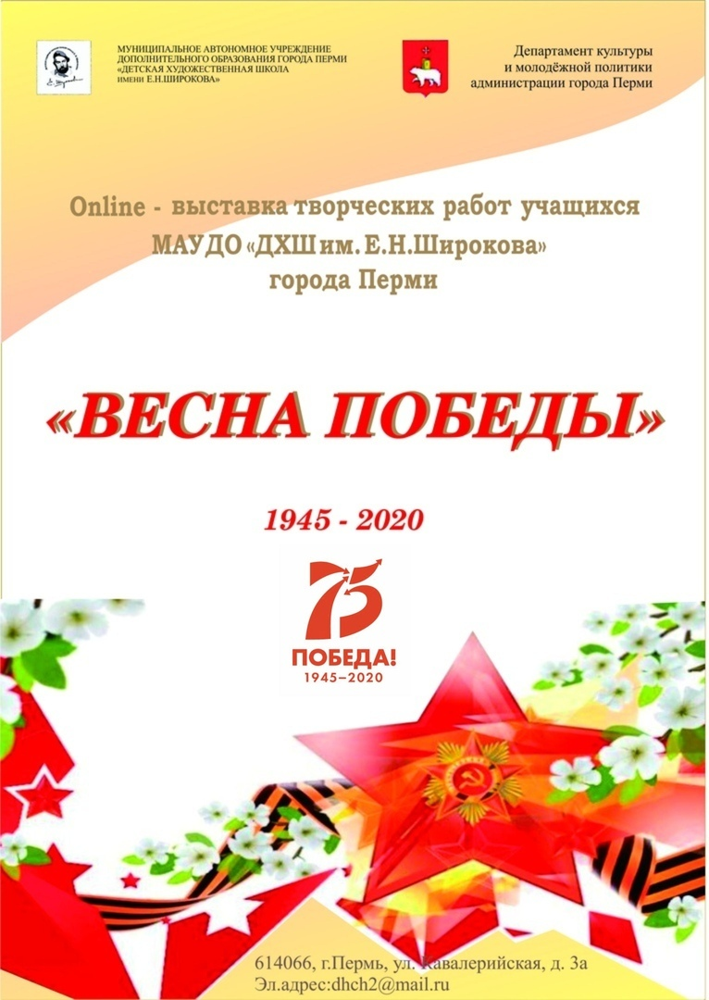 МУНИЦИПАЛЬНОЕ АВТОНОМНОЕ УЧРЕЖДЕНИЕ
ДОПОЛНИТЕЛЬНОГО ОБРАЗОВАНИЯ ГОРОДА ПЕРМИ
«ДЕТСКАЯ ХУДОЖЕСТВЕННАЯ ШКОЛА
ИМЕНИ Е.Н.ШИРОКОВА»
Департамент культуры
и молодёжной политики
администрации города Перми
Online - выставка творческих работ учащихся
МАУ ДО «ДХШ им. Е.Н.Широкова»
города Перми
«ВЕСНА ПОБЕДЫ»
1945 - 2020
75
ПОБЕДА!
1945–2020
614066, г.Пермь, ул. Кавалерийская, д. 3а
Эл.адрес:dhch2@mail.ru